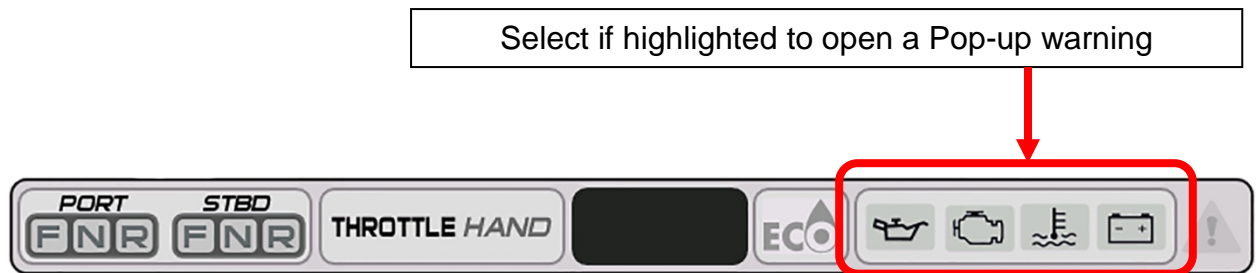 Select if highlighted to open a Pop-up warning
PORT STBD
FNR FNR THROTTLE HAND ECO - +